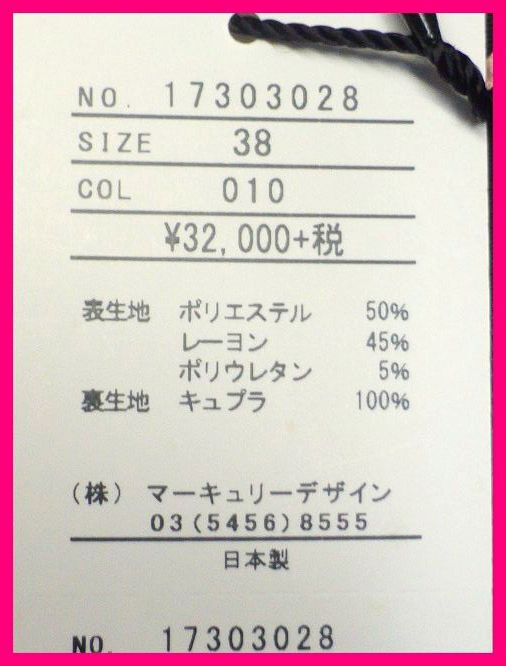 NO. 17303028
SIZE 38
COL 010
¥32,000+税
表生地 ポリエステル 50%
レーヨン 45%
ポリウレタン 5%
裏生地 キュプラ 100%
(株) マーキュリーデザイン
03(5456)8555
日本製
NO. 17303028